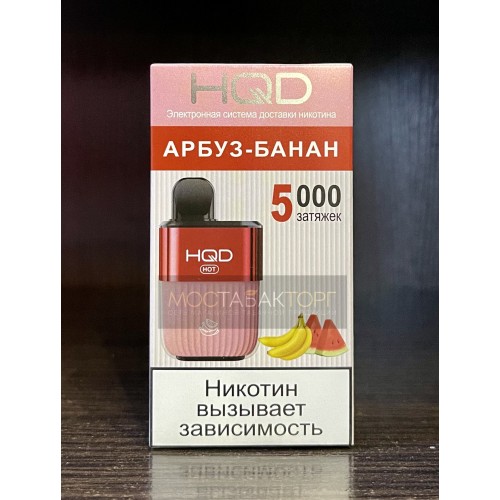 HQD
Электронная система доставки никотина
АРБУЗ-БАНАН
5000
затяжек
HQD
HOT
МОСТАБАКТОРГ
Никотин
вызывает
зависимость